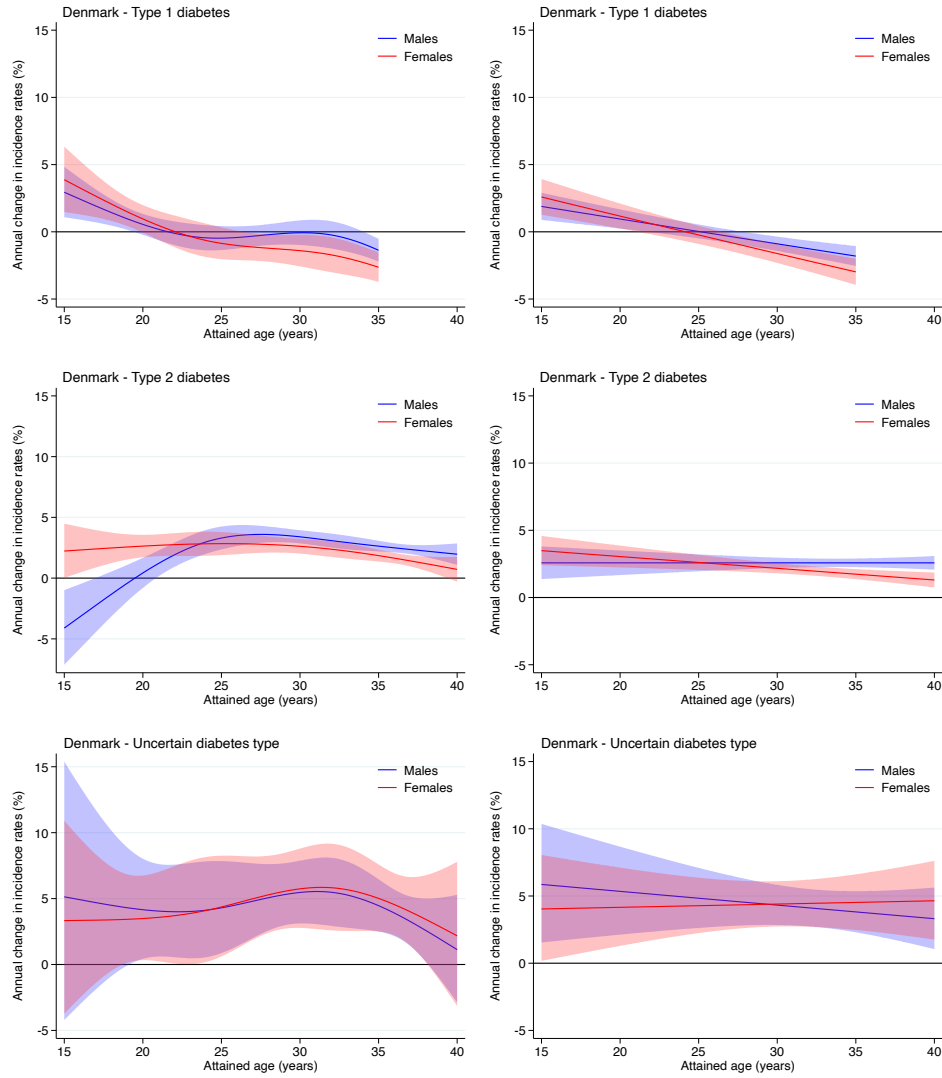 Denmark - Type 1 diabetes
Annual change in incidence rates (%)
15
10
5
0
-5
Males
Females
15 20 25 30 35 40
Attained age (years)
Denmark - Type 1 diabetes
Annual change in incidence rates (%)
15
10
5
0
-5
Males
Females
15 20 25 30 35 40
Attained age (years)
Denmark - Type 2 diabetes
Annual change in incidence rates (%)
15
10
5
0
-5
Males
Females
15 20 25 30 35 40
Attained age (years)
Denmark - Type 2 diabetes
Annual change in incidence rates (%)
15
10
5
0
-5
Males
Females
15 20 25 30 35 40
Attained age (years)
Denmark - Uncertain diabetes type
Annual change in incidence rates (%)
15
10
5
0
-5
Males
Females
15 20 25 30 35 40
Attained age (years)
Denmark - Uncertain diabetes type
Annual change in incidence rates (%)
15
10
5
0
-5
Males
Females
15 20 25 30 35 40
Attained age (years)